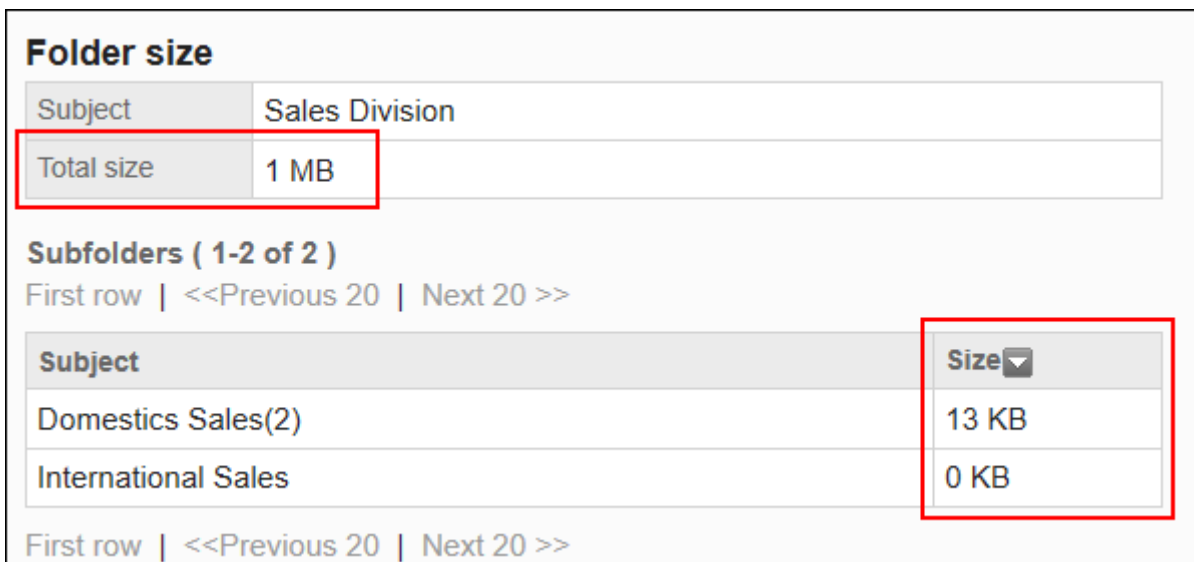 Folder size
Subject Sales Division
Total size 1 MB
Subfolders ( 1-2 of 2 )
First row | <<Previous 20 | Next 20 >>
Subject Size
Domestics Sales(2) 13 KB
International Sales 0 KB
First row | <<Previous 20 | Next 20 >>